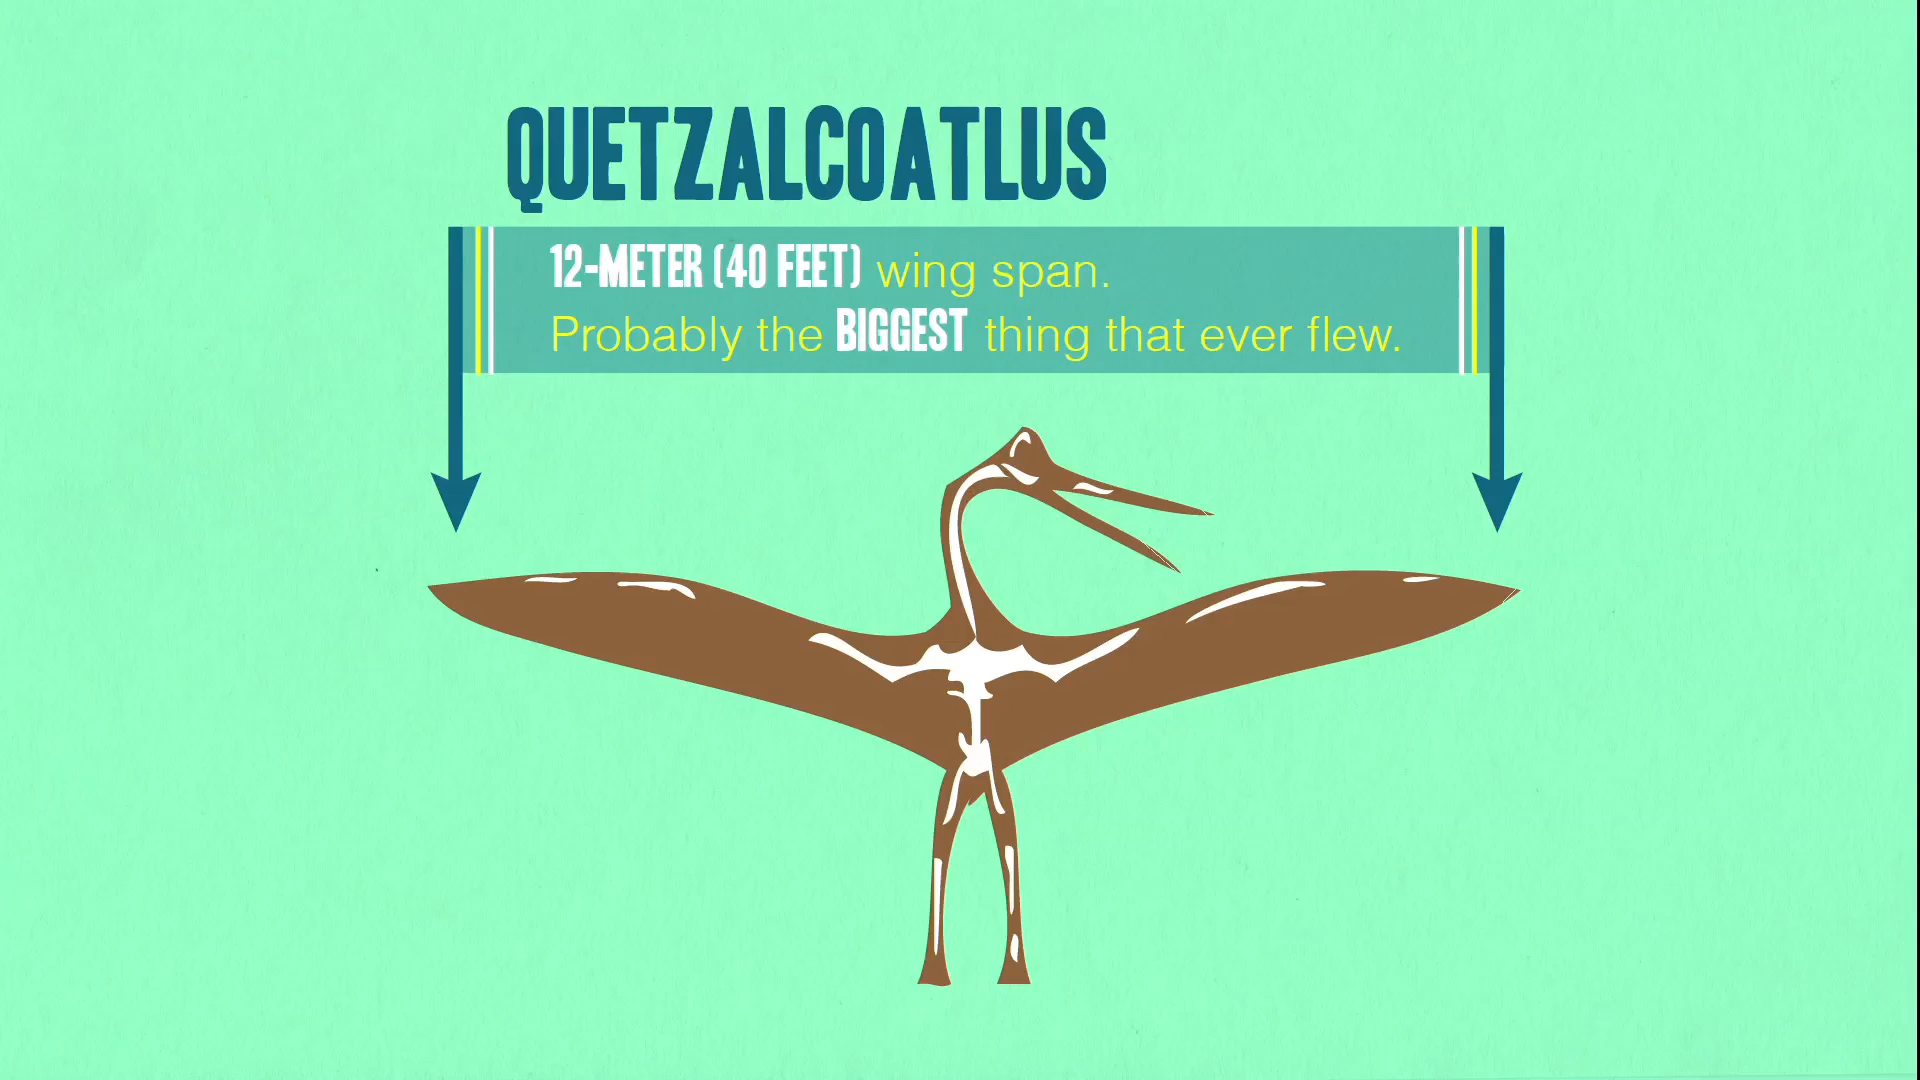 QUETZALCOATLUS
12-METER (40 FEET) wing span.
Probably the BIGGEST thing that ever flew.